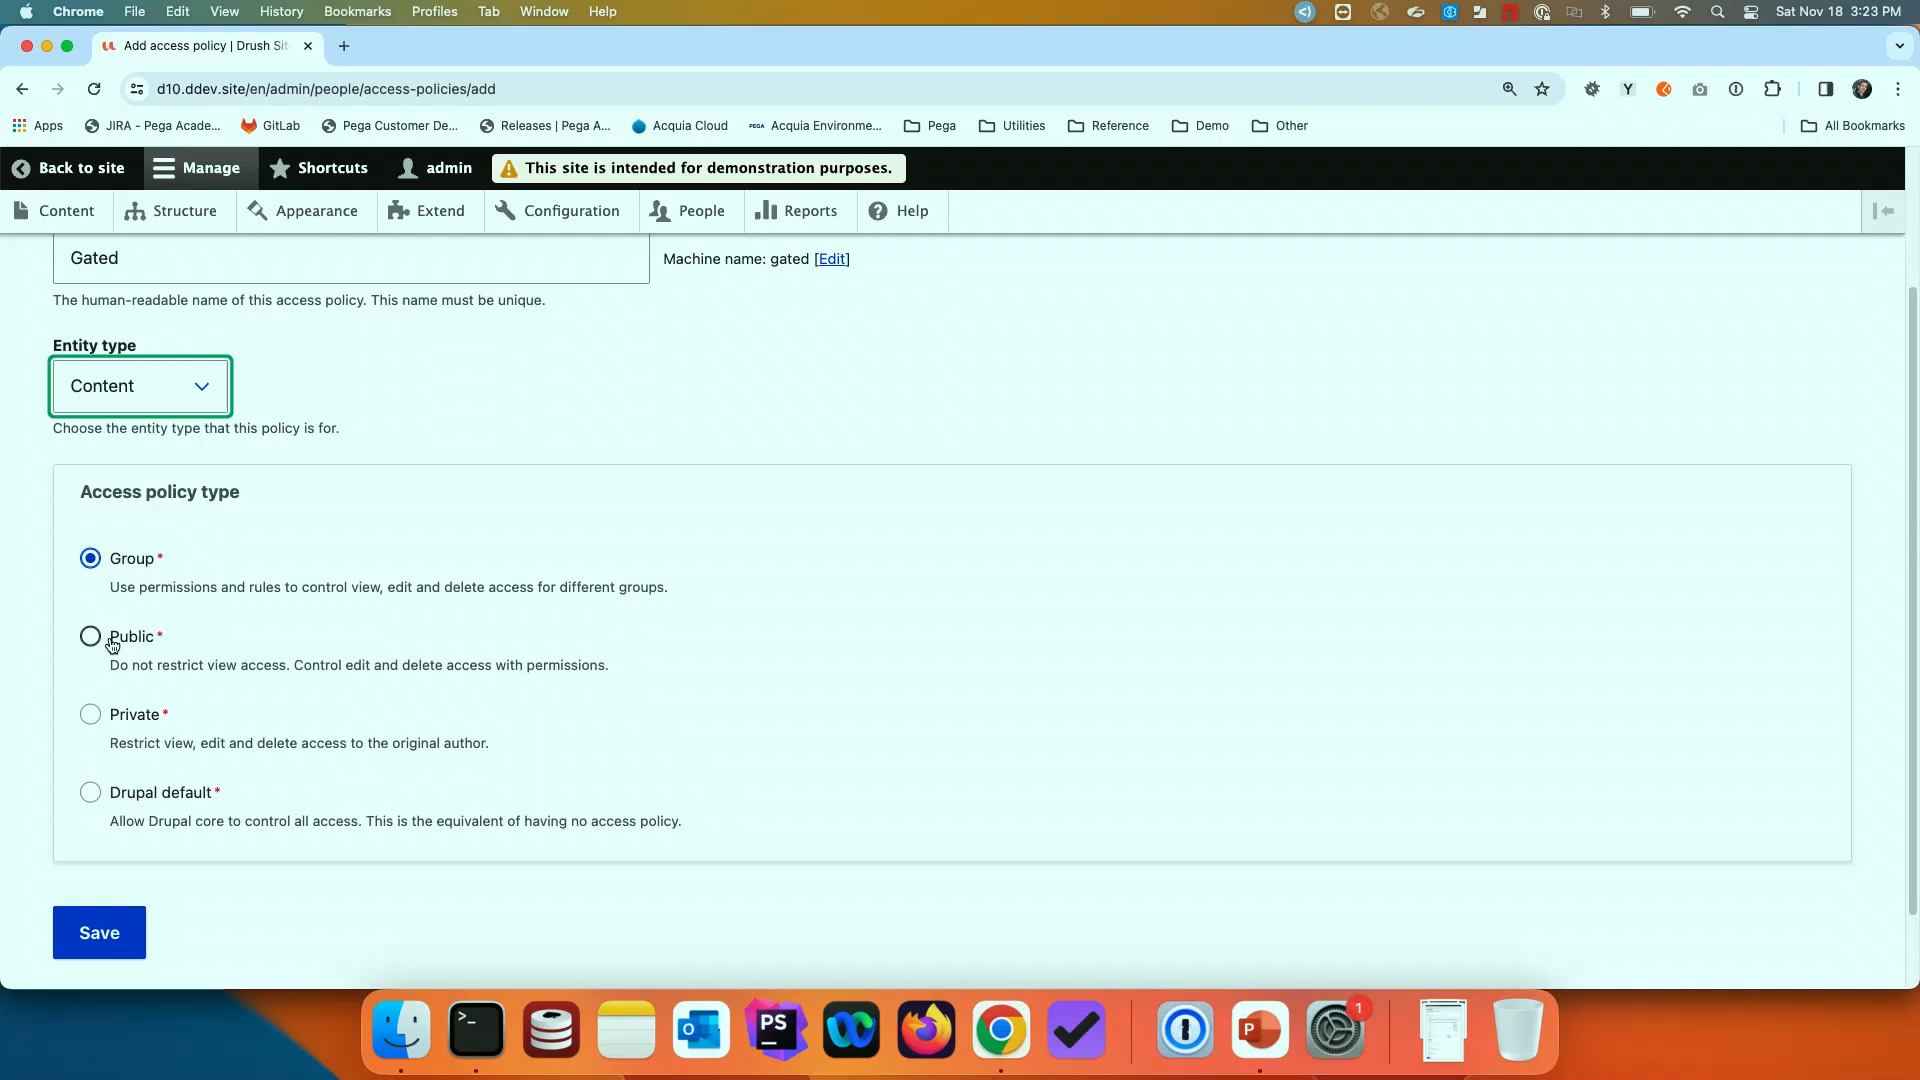 Chrome File Edit View History Bookmarks Profiles Tab Window Help Sat Nov 18 3:23 PM
Add access policy | Drush Sit
d10.ddev.site/en/admin/people/access-policies/add
Apps JIRA - Pega Acade... GitLab Pega Customer De... Releases | Pega A... Acquia Cloud PEGA Acquia Environme... Pega Utilities Reference Demo Other All Bookmarks
Back to site Manage Shortcuts admin This site is intended for demonstration purposes.
Content Structure Appearance Extend Configuration People Reports Help
Gated Machine name: gated [Edit]
The human-readable name of this access policy. This name must be unique.
Entity type
Content
Choose the entity type that this policy is for.
Access policy type
Group*
Use permissions and rules to control view, edit and delete access for different groups.
Public*
Do not restrict view access. Control edit and delete access with permissions.
Private*
Restrict view, edit and delete access to the original author.
Drupal default*
Allow Drupal core to control all access. This is the equivalent of having no access policy.
Save
PS P 1